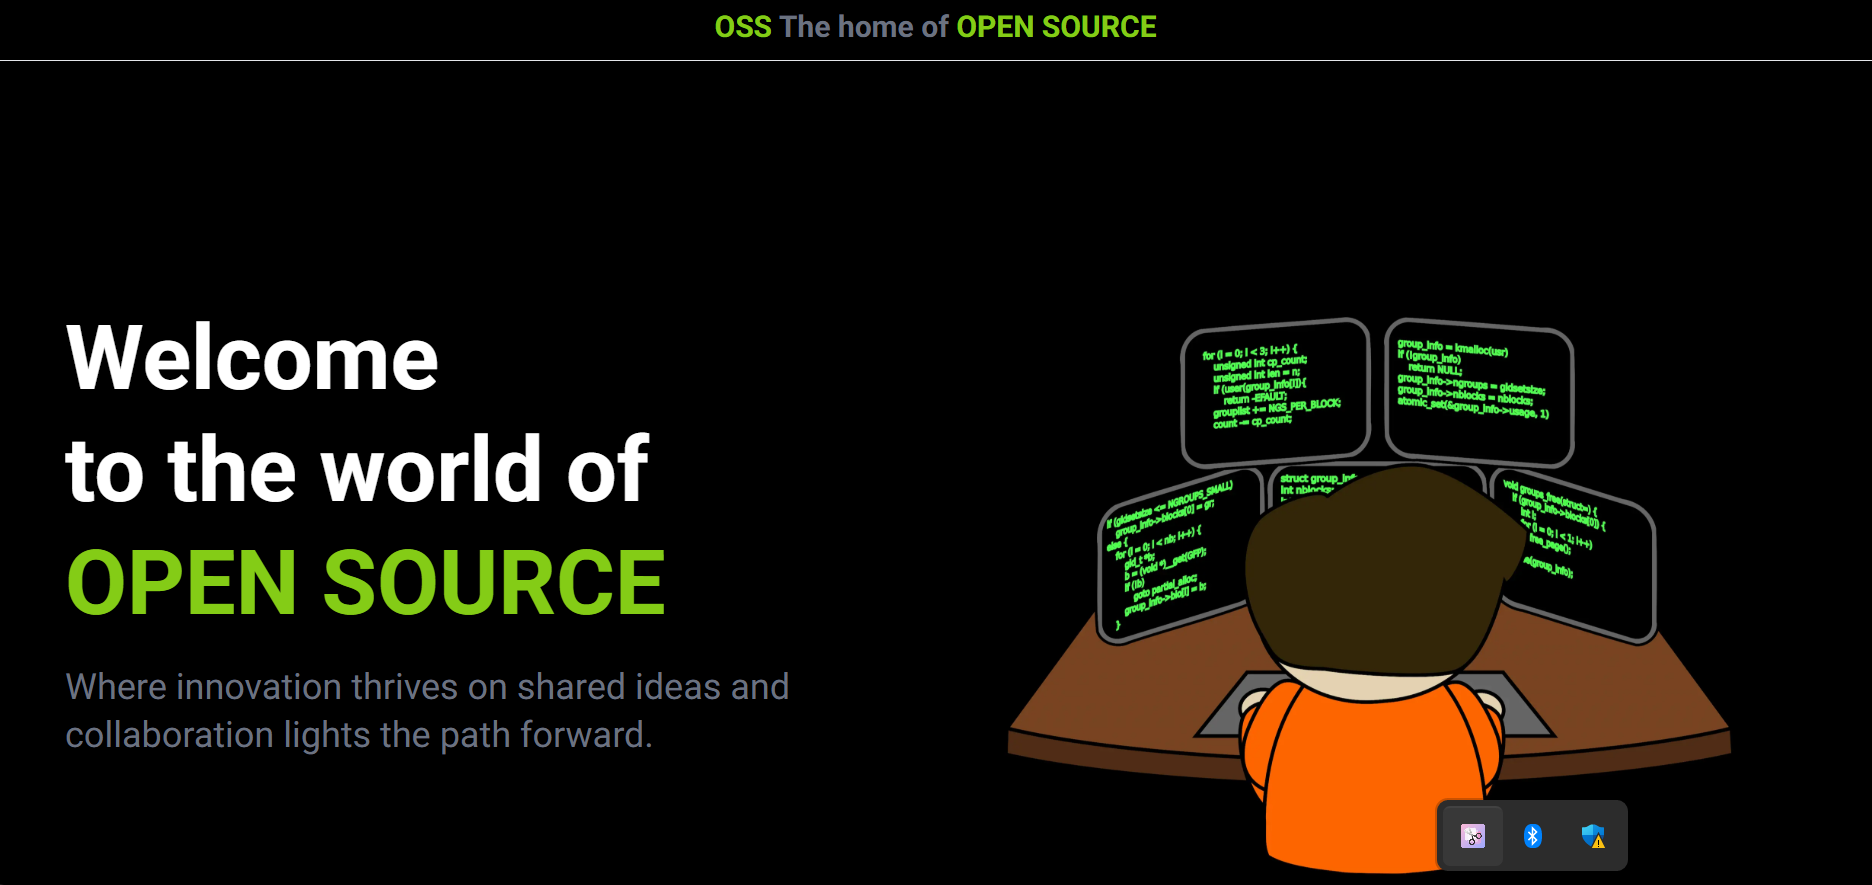 OSS The home of OPEN SOURCE
Welcome
to the world of
OPEN SOURCE
Where innovation thrives on shared ideas and
collaboration lights the path forward.
for (i = 0; i < 3; i++) {
unsigned int cp_count;
unsigned int len = n;
if (user(group_info[i]){
return -EFAULT;
grouplist += NGS_PER_BLOCK;
count -= cp_count;
group_info = kmalloc(usr)
if (!group_info)
return NULL;
group_info->ngroups = gidsetsize;
group_info->nblocks = nblocks;
atomic_set(&group_info->usage, 1)
if (gidsetsize <= NGROUPS_SMALL)
group_info->blocks[0] = gr;
else {
for (i = 0; i < nb; i++) {
gid_t *b;
b = (void *)__get(GFP);
if (!b)
goto partial_alloc;
group_info->blo[i] = b;
}
struct group_inf
int nblocks
void groups_free(struct*) {
if (group_info->blocks[0]) {
int i;
for (i = 0; i < 1; i++)
free_page();
(group_info);